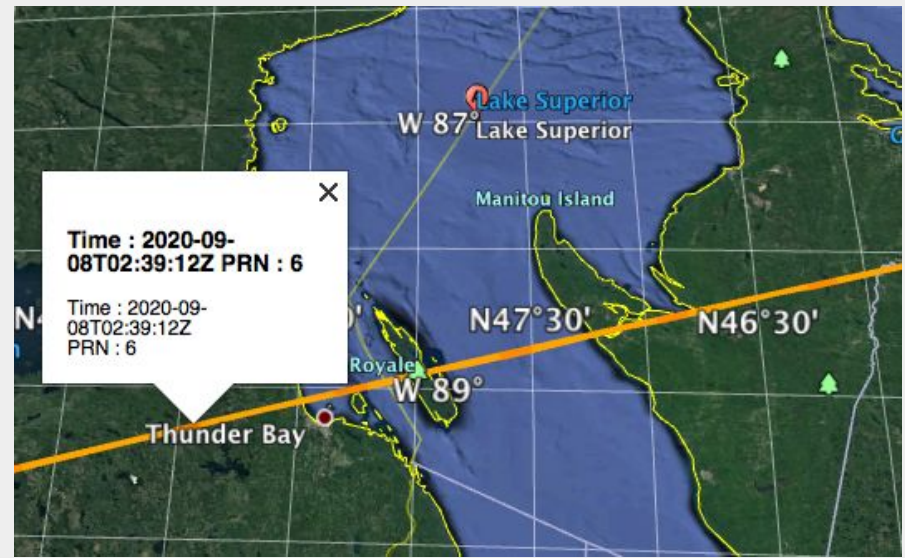 Lake Superior
W 87° Lake Superior
Manitou Island
Time : 2020-09-
08T02:39:12Z PRN : 6
Time : 2020-09-
08T02:39:12Z
PRN : 6
N47°30'
N46°30'
Royale
W 89°
Thunder Bay